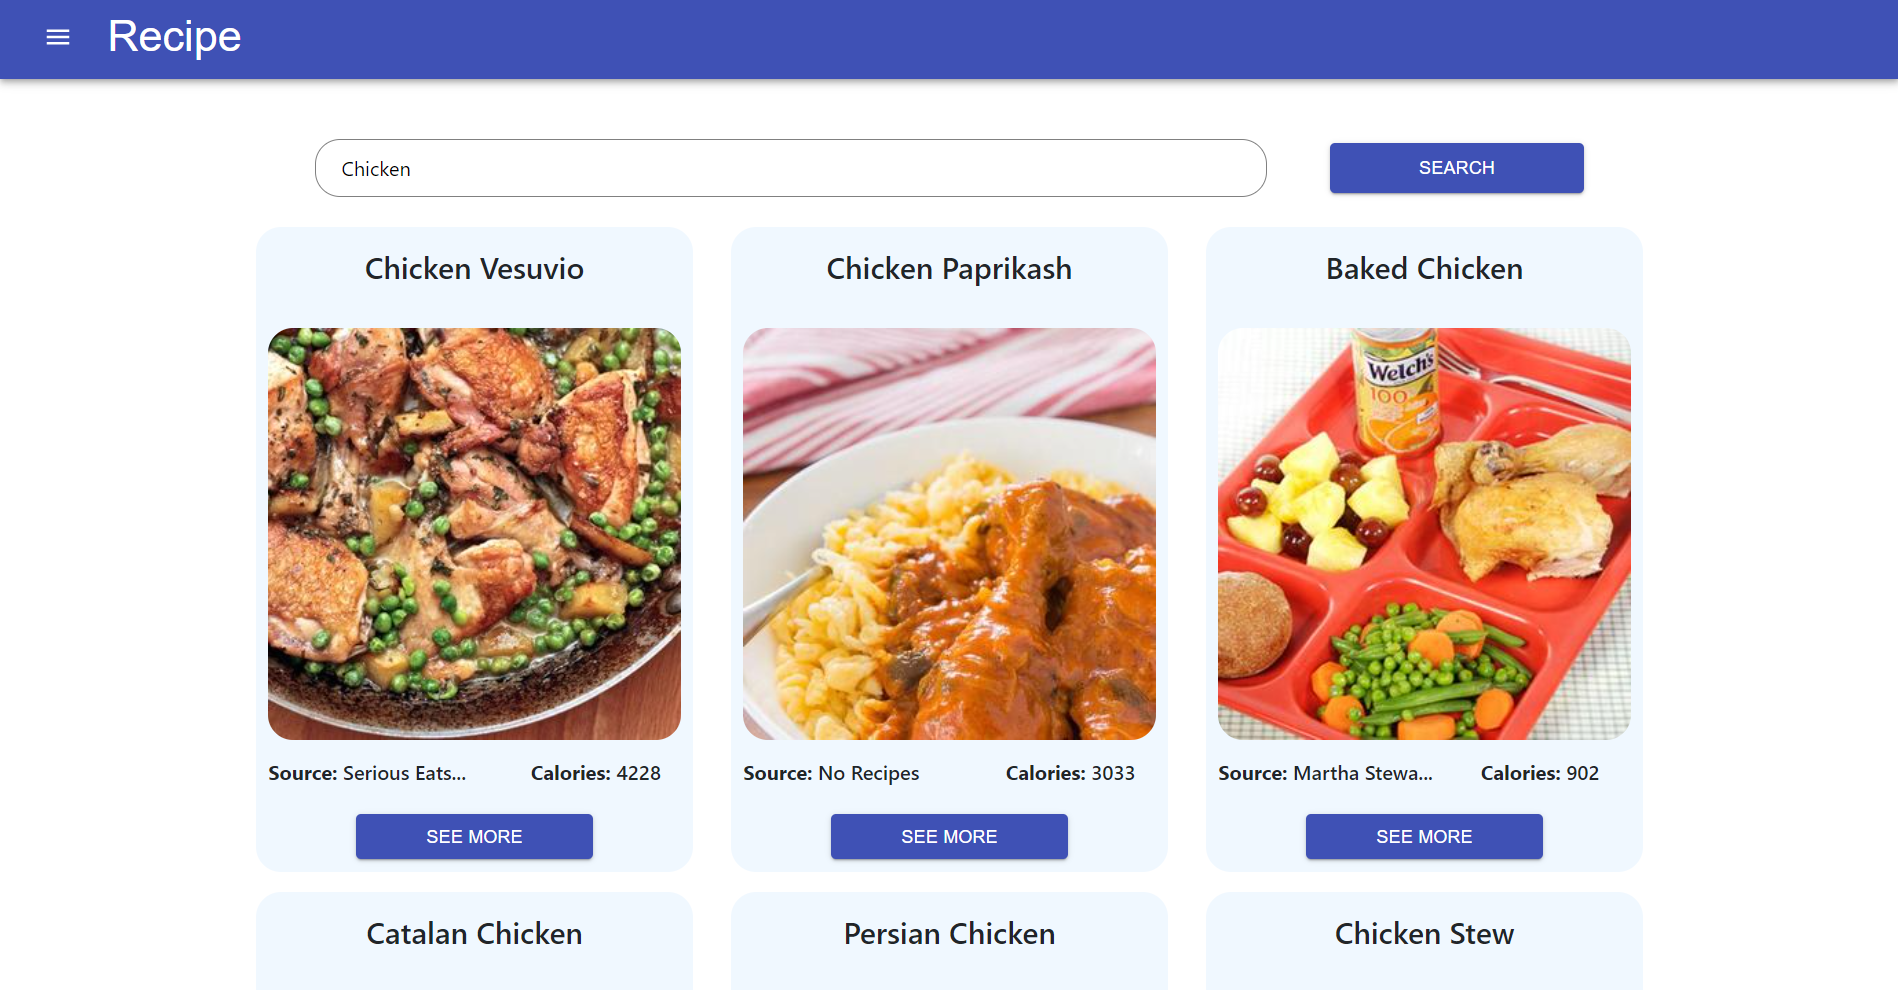 Recipe
Chicken
SEARCH
Chicken Vesuvio
Chicken Paprikash
Baked Chicken
Welch's
100
Source: Serious Eats...
Calories: 4228
Source: No Recipes
Calories: 3033
Source: Martha Stewa...
Calories: 902
SEE MORE
SEE MORE
SEE MORE
Catalan Chicken
Persian Chicken
Chicken Stew